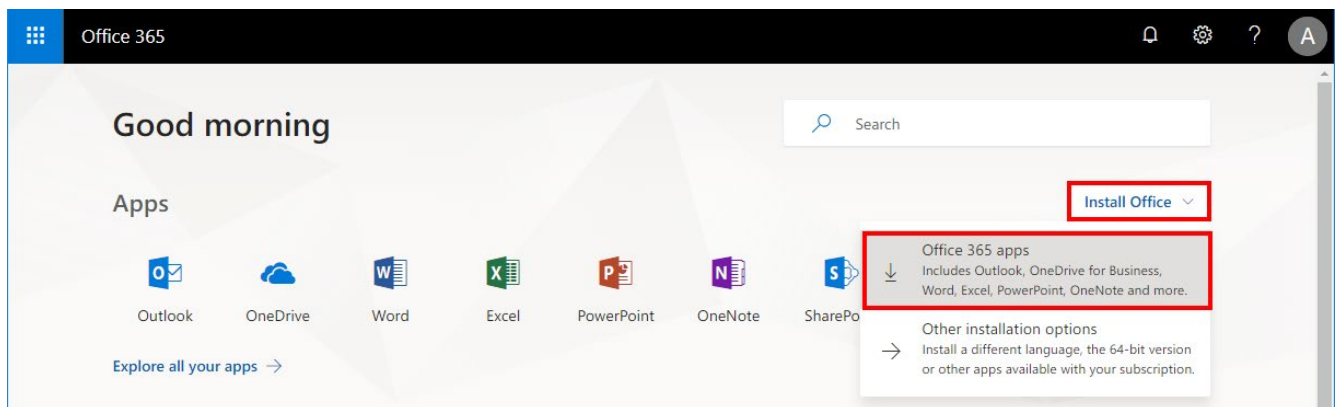 Office 365
?
A
Good morning
Search
Apps
Install Office
Office 365 apps
Includes Outlook, OneDrive for Business,
Word, Excel, PowerPoint, OneNote and more.
Outlook OneDrive Word Excel PowerPoint OneNote SharePo
Other installation options
Install a different language, the 64-bit version
or other apps available with your subscription.
Explore all your apps →